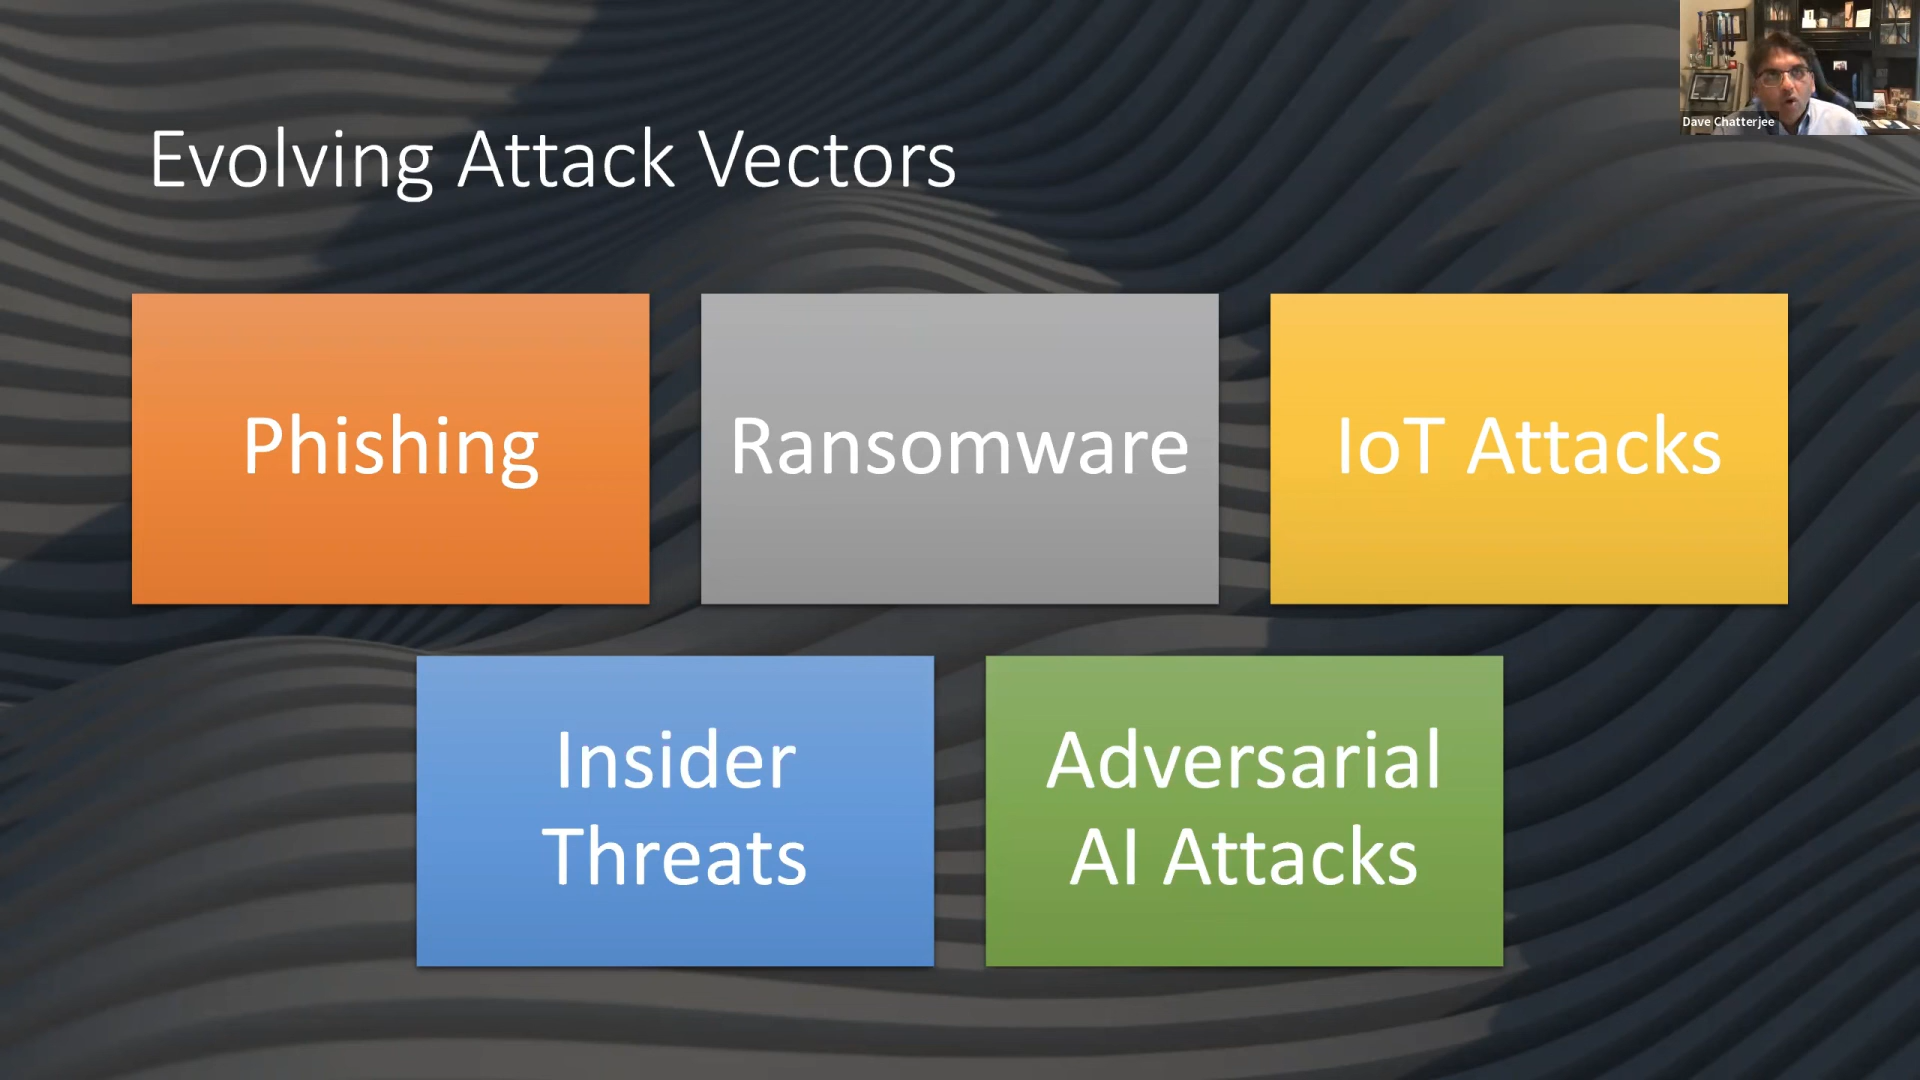 Dave Chatterjee
Evolving Attack Vectors
Phishing
Ransomware
IoT Attacks
Insider
Threats
Adversarial
AI Attacks